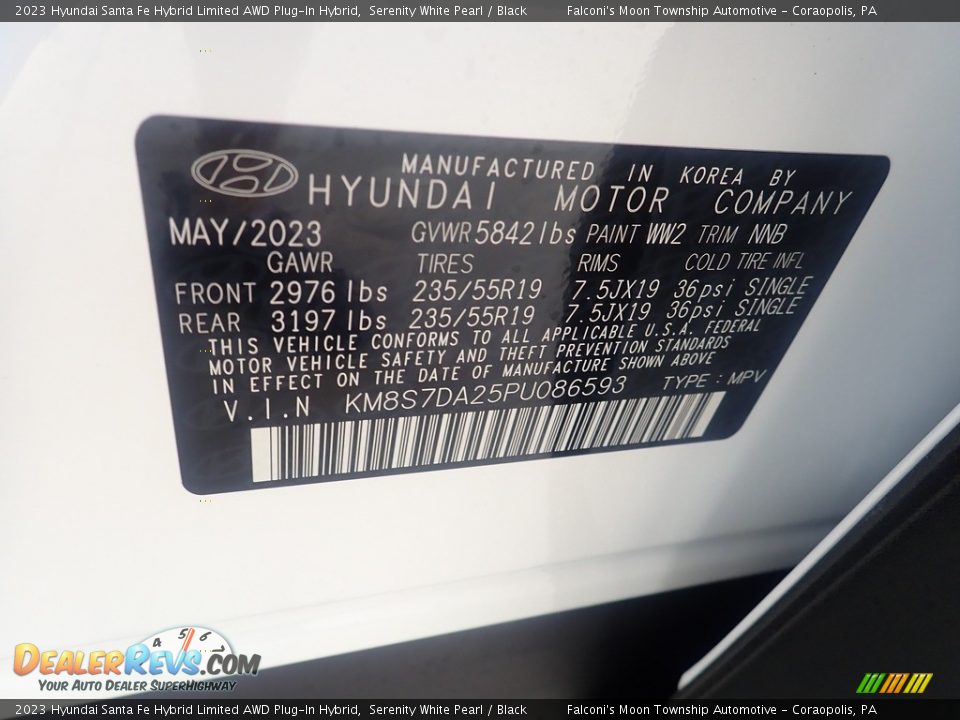 2023 Hyundai Santa Fe Hybrid Limited AWD Plug-In Hybrid, Serenity White Pearl / Black Falconi's Moon Township Automotive - Coraopolis, PA
MANUFACTURED IN KOREA BY
HYUNDAI MOTOR COMPANY
MAY/2023 GVWR 5842 lbs PAINT WW2 TRIM NNB
GAWR TIRES RIMS COLD TIRE INFL
FRONT 2976 lbs 235/55R19 7.5JX19 36psi SINGLE
REAR 3197 lbs 235/55R19 7.5JX19 36psi SINGLE
THIS VEHICLE CONFORMS TO ALL APPLICABLE U.S.A. FEDERAL
MOTOR VEHICLE SAFETY AND THEFT PREVENTION STANDARDS
IN EFFECT ON THE DATE OF MANUFACTURE SHOWN ABOVE
V.I.N KM8S7DA25PU086593 TYPE : MPV
4 5 6
DealerRevs.com
Your Auto Dealer SuperHighway
2023 Hyundai Santa Fe Hybrid Limited AWD Plug-In Hybrid, Serenity White Pearl / Black Falconi's Moon Township Automotive - Coraopolis, PA